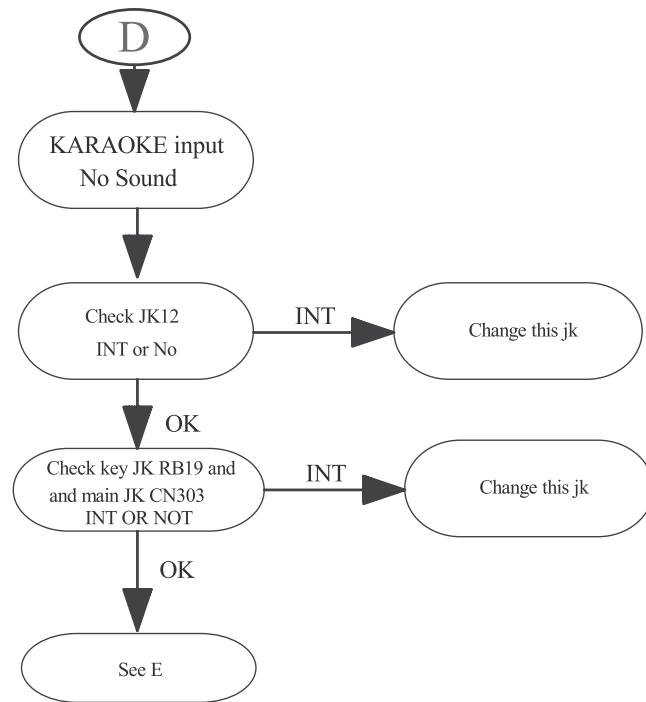 D
KARAOKE input
No Sound
Check JK12
INT or No
INT
Change this jk
OK
Check key JK RB19 and
and main JK CN303
INT OR NOT
INT
Change this jk
OK
See E